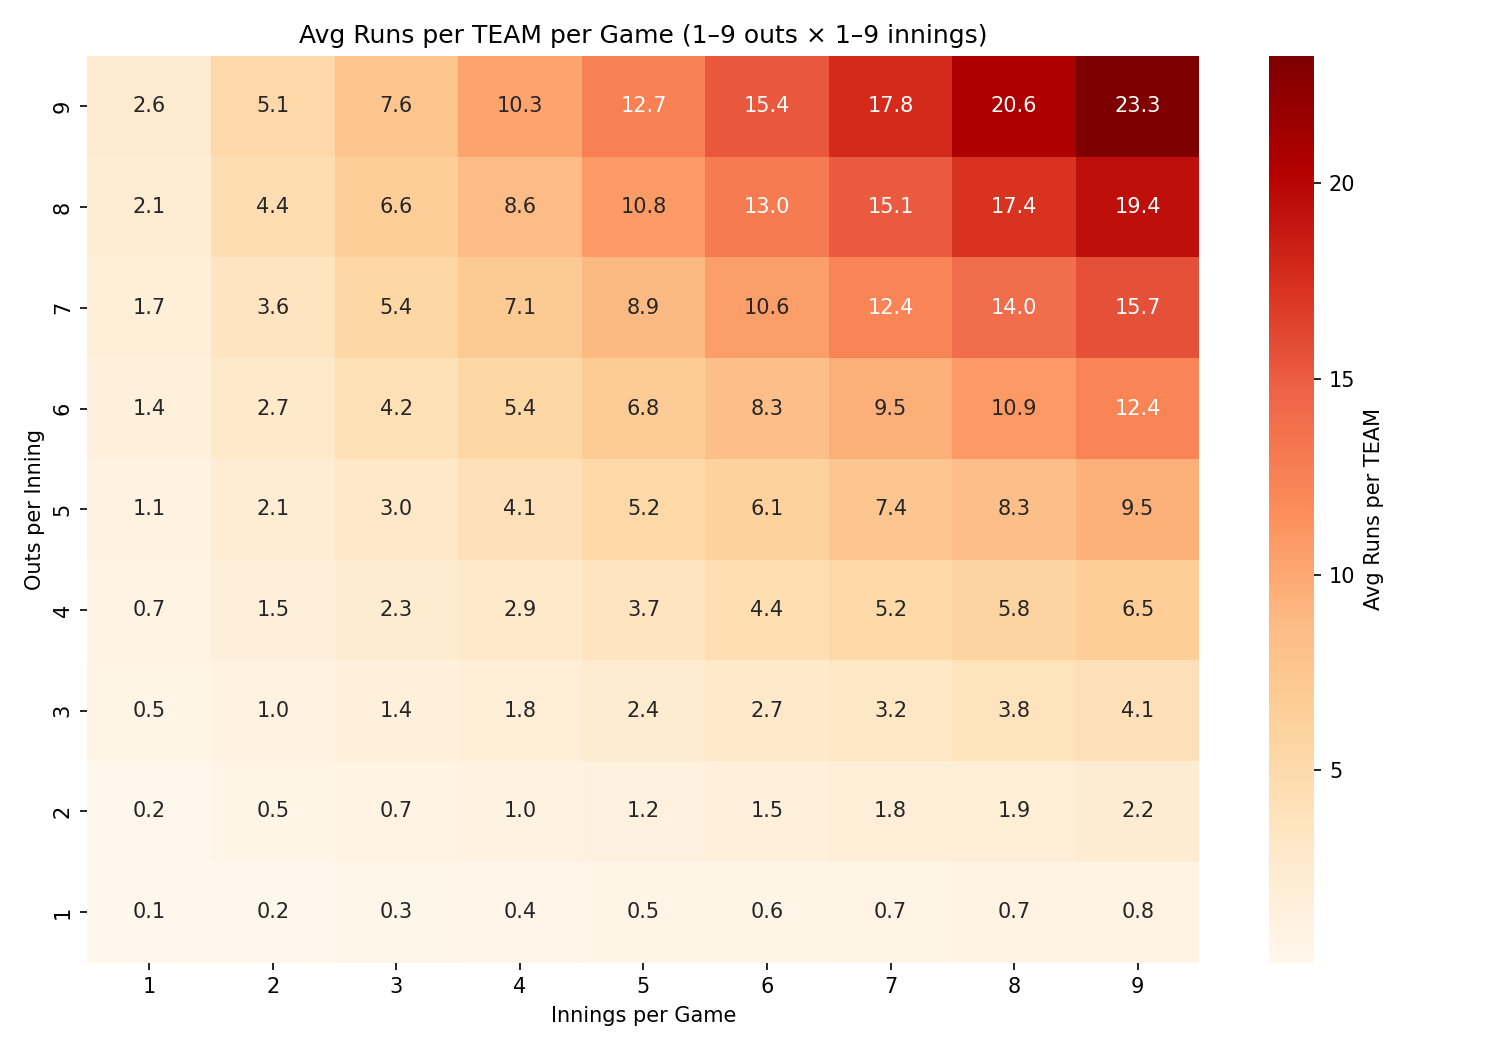 Avg Runs per TEAM per Game (1–9 outs × 1–9 innings)
9 2.6 5.1 7.6 10.3 12.7 15.4 17.8 20.6 23.3
8 2.1 4.4 6.6 8.6 10.8 13.0 15.1 17.4 19.4
7 1.7 3.6 5.4 7.1 8.9 10.6 12.4 14.0 15.7
6 1.4 2.7 4.2 5.4 6.8 8.3 9.5 10.9 12.4
5 1.1 2.1 3.0 4.1 5.2 6.1 7.4 8.3 9.5
4 0.7 1.5 2.3 2.9 3.7 4.4 5.2 5.8 6.5
3 0.5 1.0 1.4 1.8 2.4 2.7 3.2 3.8 4.1
2 0.2 0.5 0.7 1.0 1.2 1.5 1.8 1.9 2.2
1 0.1 0.2 0.3 0.4 0.5 0.6 0.7 0.7 0.8
1 2 3 4 5 6 7 8 9
Innings per Game
Outs per Inning
20
15
10
5
Avg Runs per TEAM